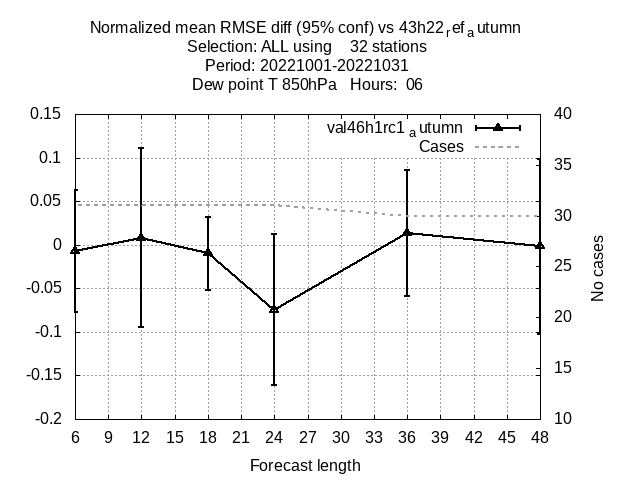 Normalized mean RMSE diff (95% conf) vs 43h22refautumn
Selection: ALL using 32 stations
Period: 20221001-20221031
Dew point T 850hPa Hours: 06
val46h1rc1autumn
Cases
0.15
0.1
0.05
0
-0.05
-0.1
-0.15
-0.2
40
35
30
25
20
15
10
No cases
6 9 12 15 18 21 24 27 30 33 36 39 42 45 48
Forecast length